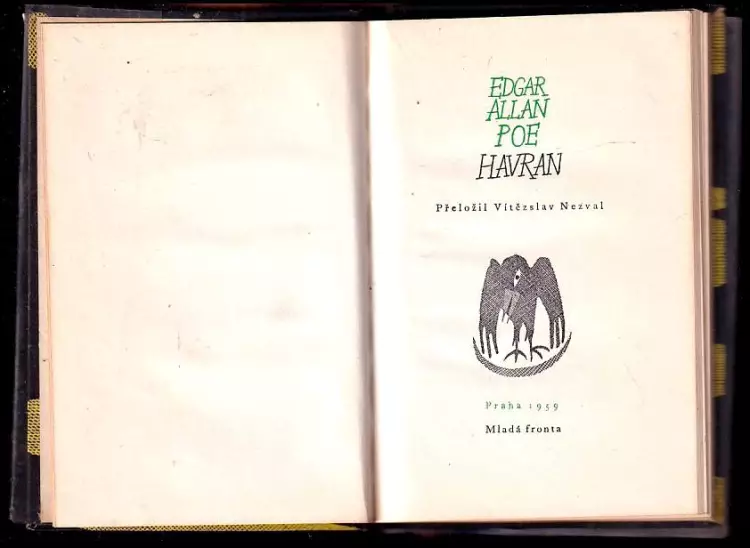 EDGAR
ALLAN
POE
HAVRAN
Přeložil Vítězslav Nezval
Praha 1959
Mladá fronta